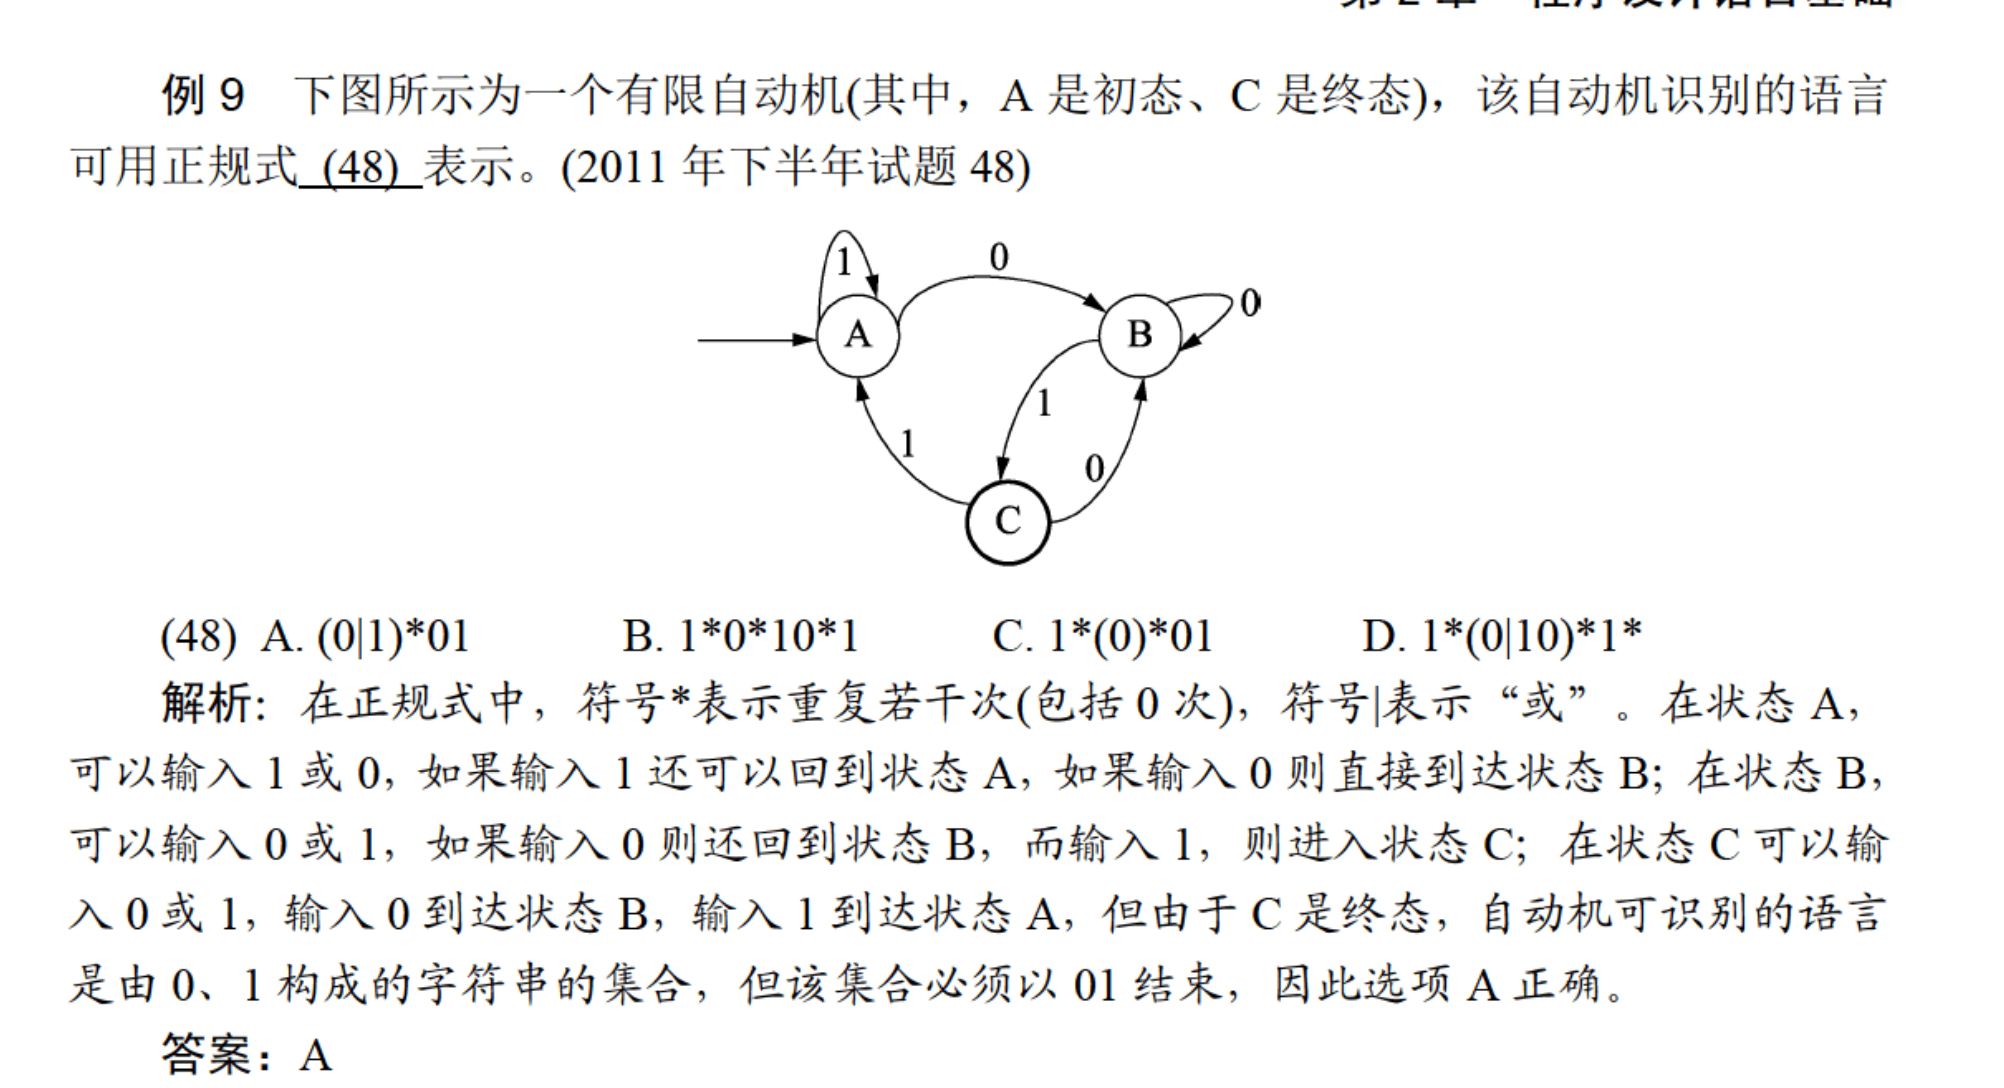 第 2 章 程序设计语言基础
例 9 下图所示为一个有限自动机(其中，A 是初态、C 是终态)，该自动机识别的语言
可用正规式 (48) 表示。(2011 年下半年试题 48)
1
0
0
A
B
1
1
0
C
(48) A. (0|1)*01 B. 1*0*10*1 C. 1*(0)*01 D. 1*(0|10)*1*
解析：在正规式中，符号*表示重复若干次(包括 0 次)，符号|表示“或”。在状态 A，
可以输入 1 或 0，如果输入 1 还可以回到状态 A，如果输入 0 则直接到达状态 B；在状态 B，
可以输入 0 或 1，如果输入 0 则还回到状态 B，而输入 1，则进入状态 C；在状态 C 可以输
入 0 或 1，输入 0 到达状态 B，输入 1 到达状态 A，但由于 C 是终态，自动机可识别的语言
是由 0、1 构成的字符串的集合，但该集合必须以 01 结束，因此选项 A 正确。
答案：A